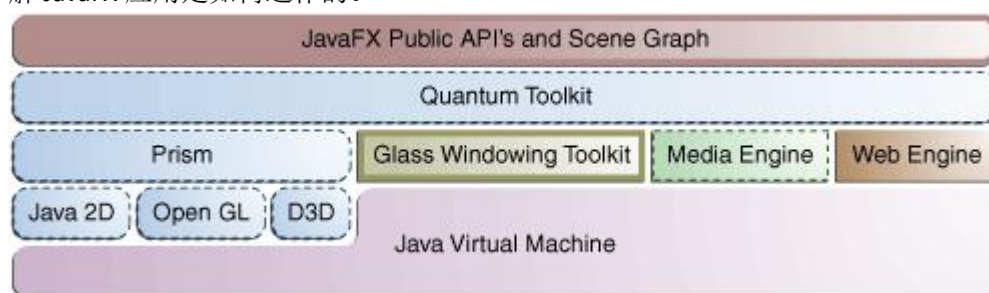 JavaFX Public API's and Scene Graph
Quantum Toolkit
Prism Glass Windowing Toolkit Media Engine Web Engine
Java 2D Open GL D3D
Java Virtual Machine